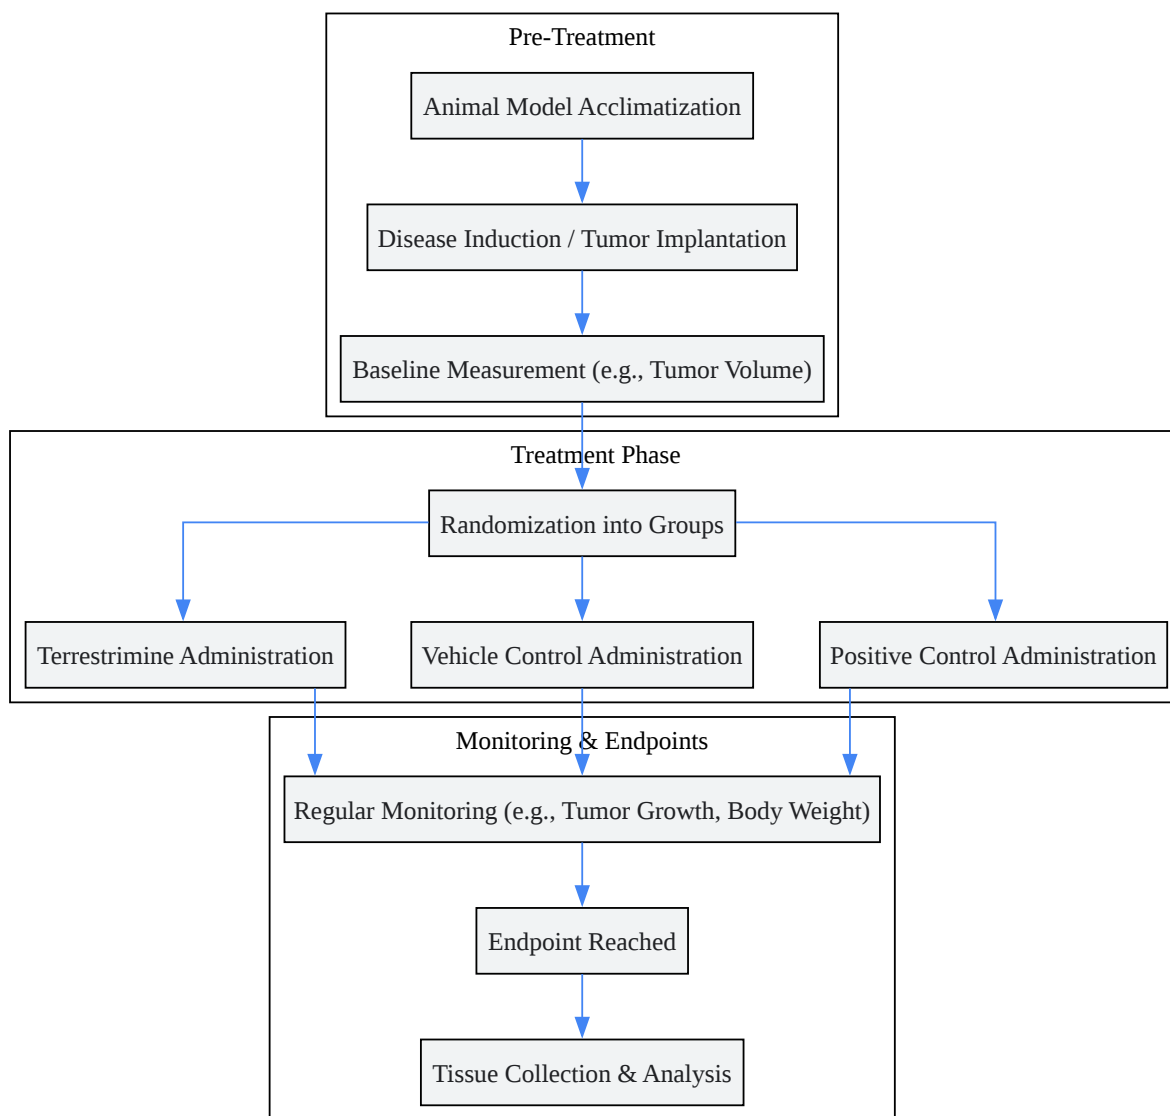 Pre-Treatment
Animal Model Acclimatization
Disease Induction / Tumor Implantation
Baseline Measurement (e.g., Tumor Volume)
Treatment Phase
Randomization into Groups
Terrestrimine Administration
Vehicle Control Administration
Positive Control Administration
Monitoring & Endpoints
Regular Monitoring (e.g., Tumor Growth, Body Weight)
Endpoint Reached
Tissue Collection & Analysis